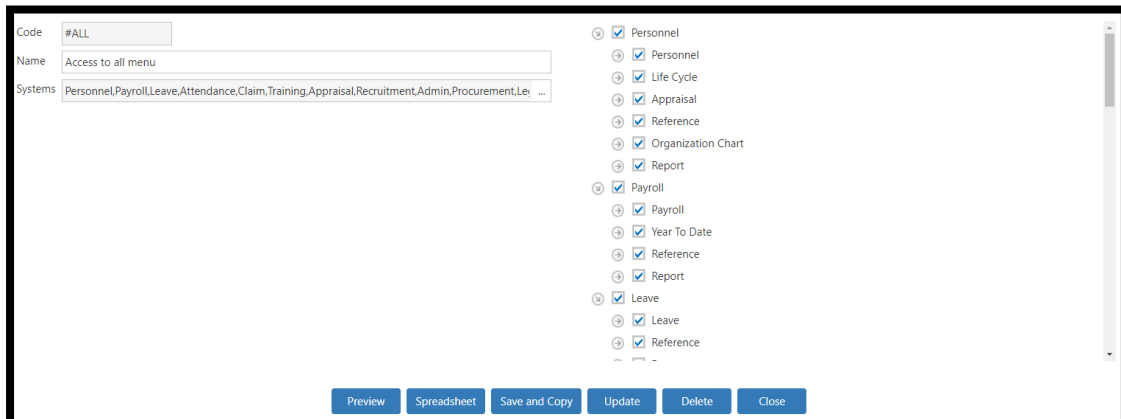 Code
#ALL
Name
Access to all menu
Systems
Personnel,Payroll,Leave,Attendance,Claim,Training,Appraisal,Recruitment,Admin,Procurement, ...
Personnel
Personnel
Life Cycle
Appraisal
Reference
Organization Chart
Report
Payroll
Payroll
Year To Date
Reference
Report
Leave
Leave
Reference
Preview
Spreadsheet
Save and Copy
Update
Delete
Close